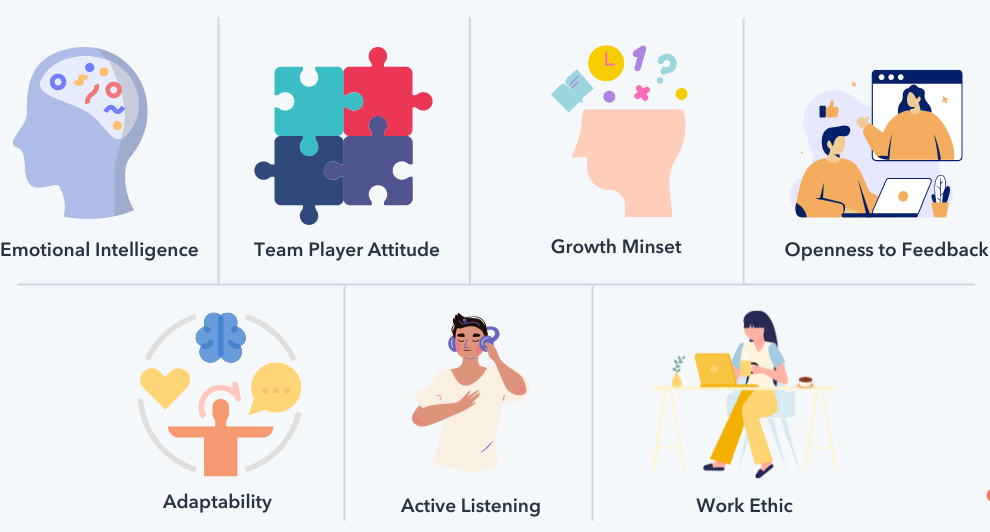 Emotional Intelligence
Team Player Attitude
Growth Minset
Openness to Feedback
Adaptability
Active Listening
Work Ethic